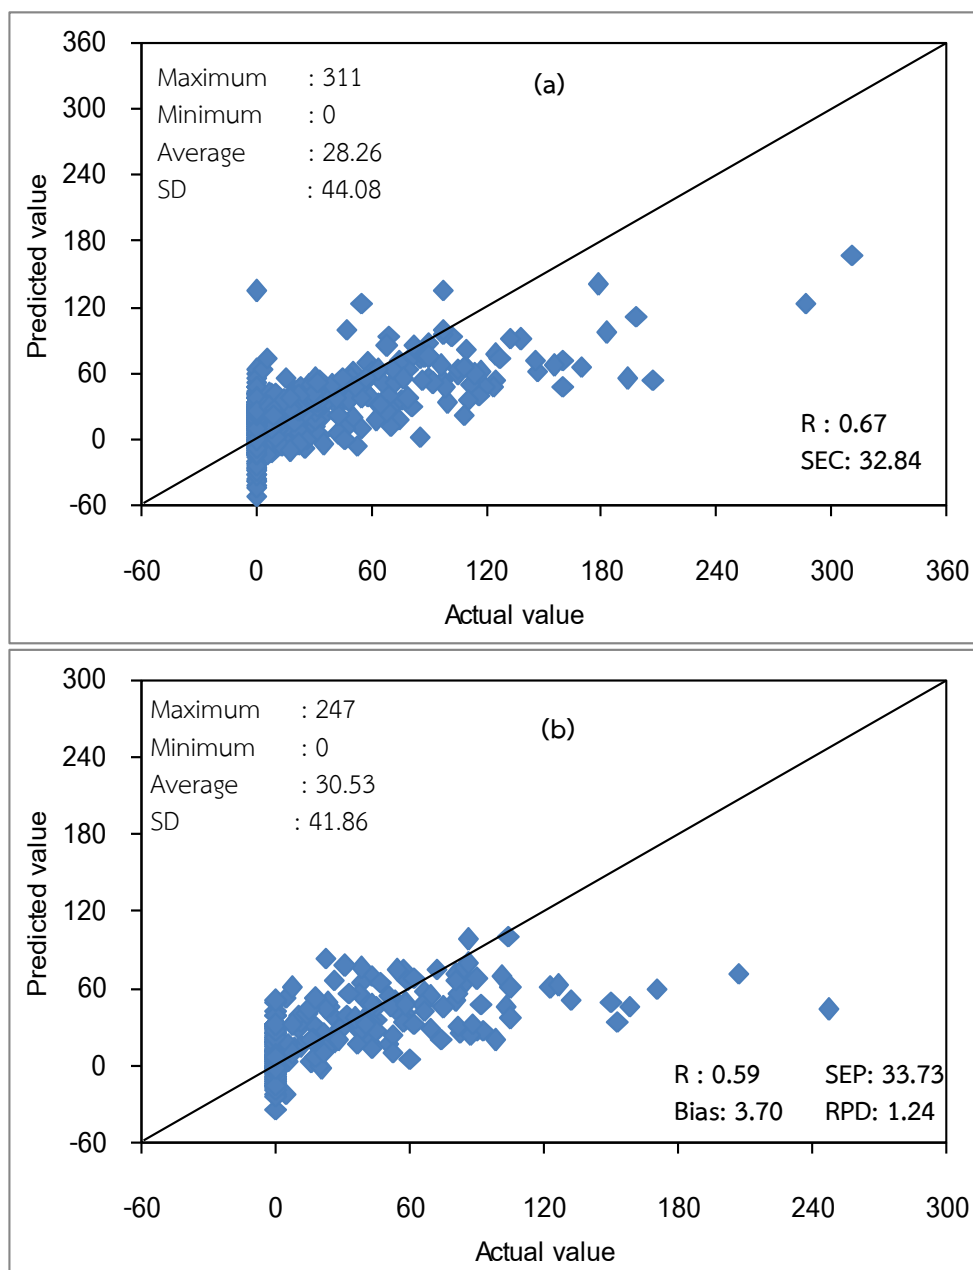 360
300
240
180
120
60
0
-60
Predicted value
Maximum : 311
Minimum : 0
Average : 28.26
SD : 44.08
(a)
R : 0.67
SEC: 32.84
-60 0 60 120 180 240 300 360
Actual value
300
240
180
120
60
0
-60
Predicted value
Maximum : 247
Minimum : 0
Average : 30.53
SD : 41.86
(b)
R : 0.59 SEP: 33.73
Bias: 3.70 RPD: 1.24
-60 0 60 120 180 240 300
Actual value